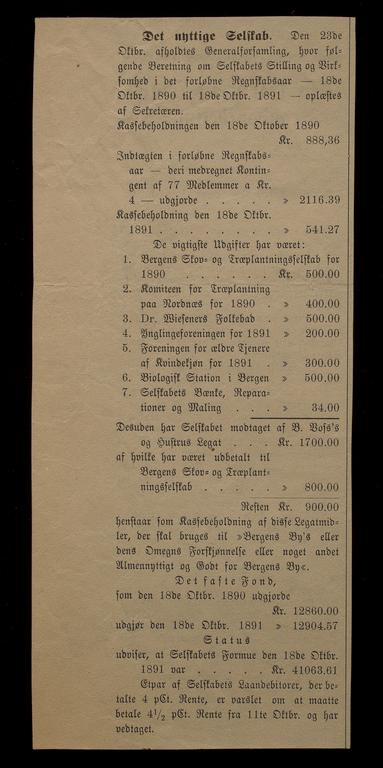 Det nyttige Selskab. Den 23de
Oktbr. afholdtes Generalforsamling, hvor føl-
gende Beretning om Selskabets Stilling og Virk-
somhed i det forløbne Regnskabsaar — 18de
Oktbr. 1890 til 18de Oktbr. 1891 — oplæstes
af Sekretæren.
Kassebeholdningen den 18de Oktober 1890
Kr. 888,36
Indtægten i forløbne Regnskabs-
aar — deri medregnet Kontin-
gent af 77 Medlemmer a Kr.
4 — udgjorde . . . . . » 2116.39
Kassebeholdning den 18de Oktbr.
1891 . . . . . . . . » 541.27
De vigtigste Udgifter har været:
1. Bergens Skov- og Træplantningsselskab for
1890 . . . . . . Kr. 500.00
2. Komiteen for Træplantning
paa Nordnæs for 1890 . » 400.00
3. Dr. Wieseners Folkebad . » 500.00
4. Ynglingeforeningen for 1891 » 200.00
5. Foreningen for ældre Tjenere
af Kvindekjøn for 1891 . » 300.00
6. Biologisk Station i Bergen » 500.00
7. Selskabets Bænke, Repara-
tioner og Maling . . » 34.00
Desuden har Selskabet modtaget af B. Bøss's
og Hustrus Legat . . . Kr. 1700.00
af hvilke har været udbetalt til
Bergens Skov- og Træplant-
ningsselskab . . . . . » 800.00
Resten Kr. 900.00
henstaar som Kassebeholdning af disse Legatmid-
ler, der skal bruges til »Bergens By's eller
dens Omegns Forskjønnelse eller noget andet
Almennyttigt og Godt for Bergens By«.
Det faste Fond,
som den 18de Oktbr. 1890 udgjorde
Kr. 12860.00
udgjør den 18de Oktbr. 1891 » 12904.57
Status
udviser, at Selskabets Formue den 18de Oktbr.
1891 var . . . . . Kr. 41063.61
Etpar af Selskabets Laandebitorer, der be-
talte 4 pCt. Rente, er varslet om at maatte
betale 4½ pCt. Rente fra 11te Oktbr. og har
vedtaget.